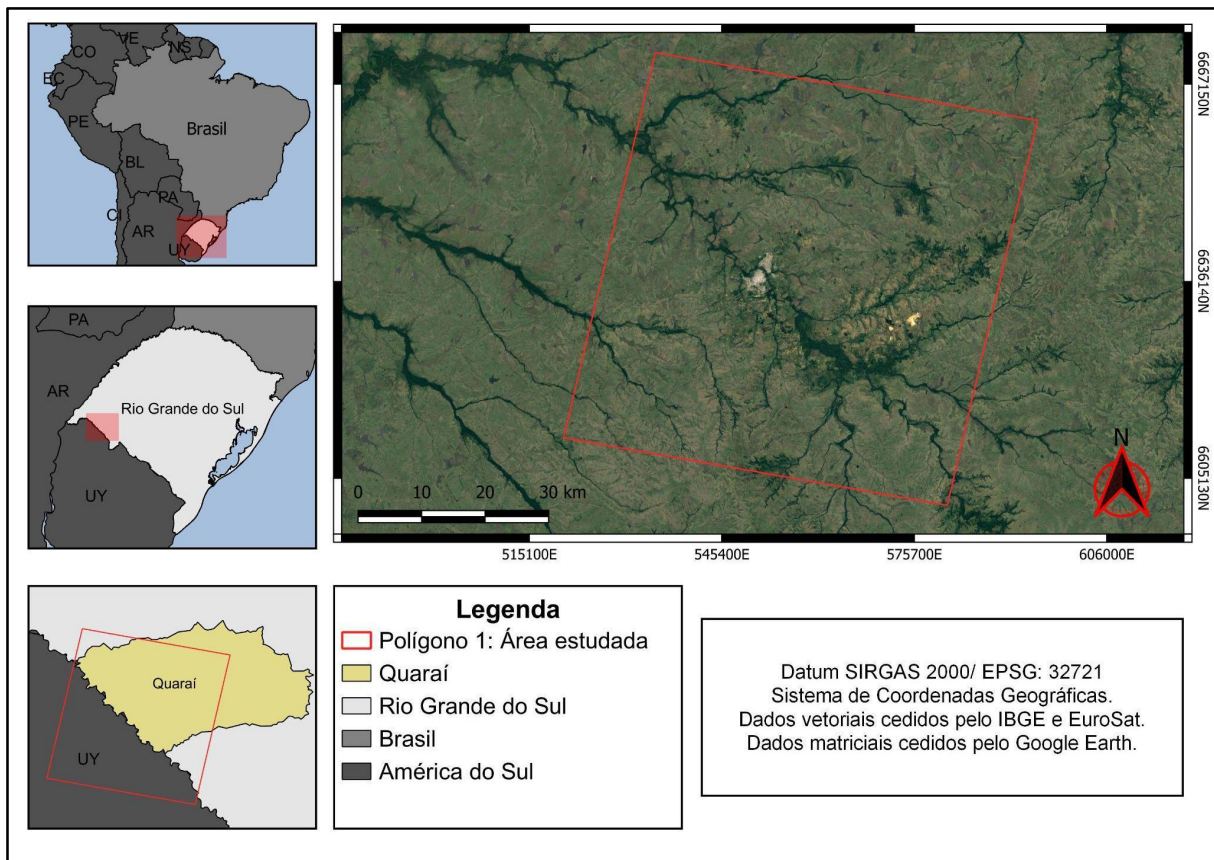 CO
VE
NS
EC
PE
Brasil
BL
PA
CI
AR
UY
PA
AR
Rio Grande do Sul
UY
Quaraí
UY
6667150N
6636140N
6605130N
N
0 10 20 30 km
515100E 545400E 575700E 606000E
Legenda
Polígono 1: Área estudada
Quaraí
Rio Grande do Sul
Brasil
América do Sul
Datum SIRGAS 2000/ EPSG: 32721
Sistema de Coordenadas Geográficas.
Dados vetoriais cedidos pelo IBGE e EuroSat.
Dados matriciais cedidos pelo Google Earth.